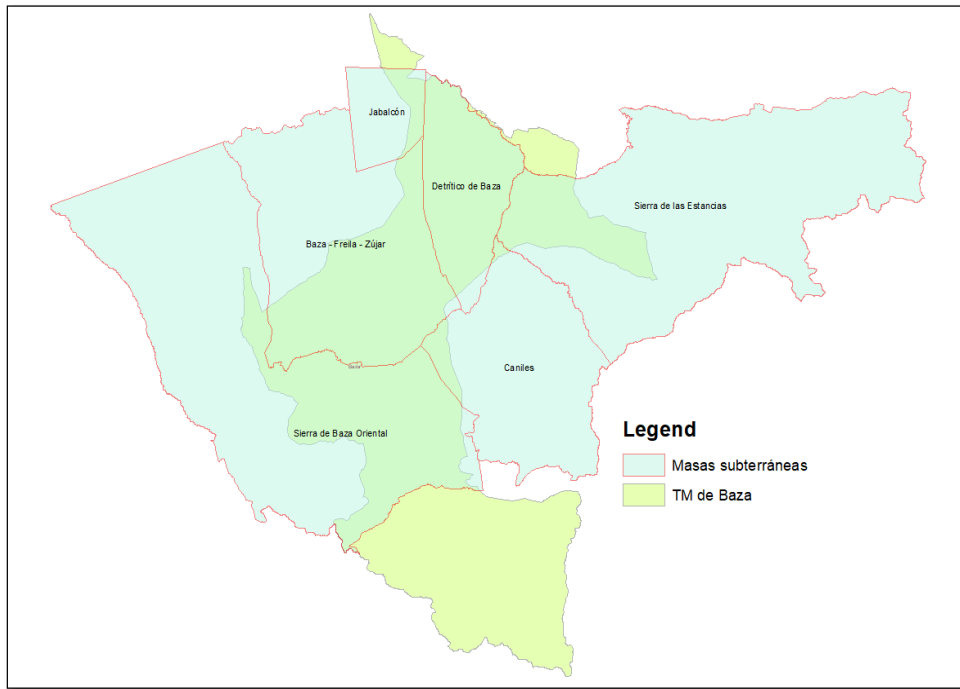 Jabalcón
Detrítico de Baza
Sierra de las Estancias
Baza - Freila - Zújar
Baza
Caniles
Sierra de Baza Oriental
Legend
Masas subterráneas
TM de Baza